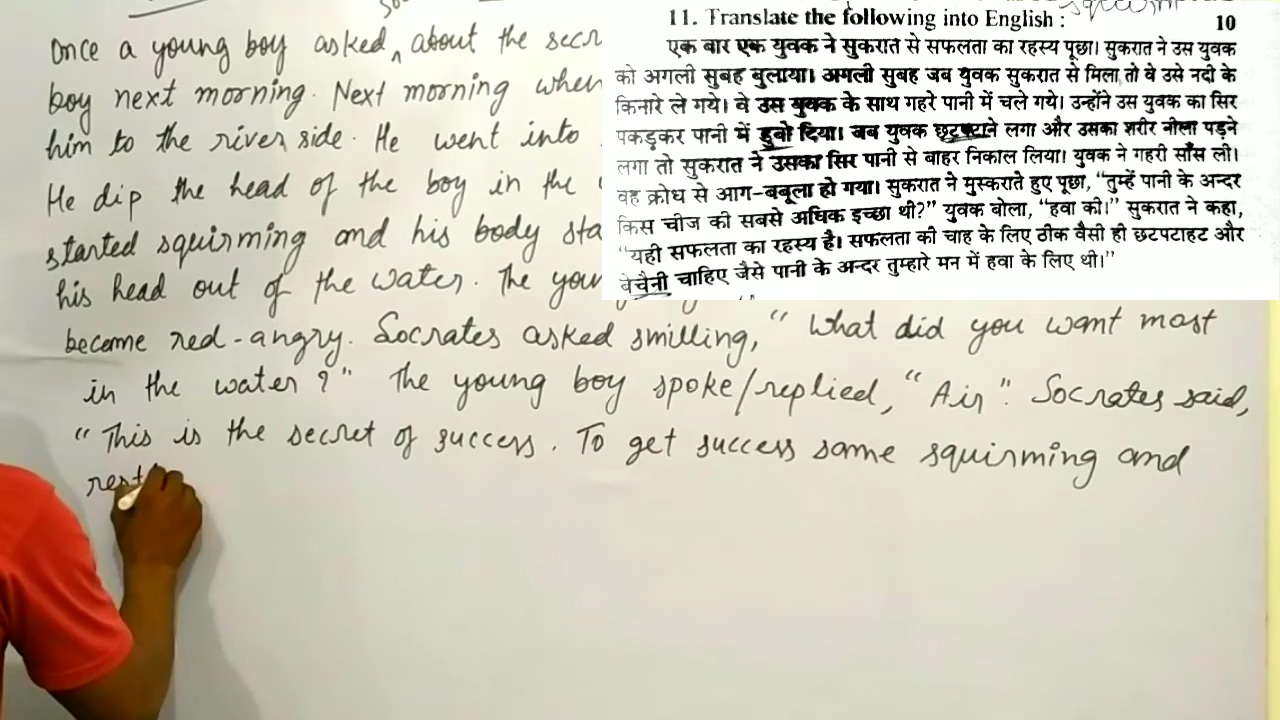 Once a young boy asked about the
boy next morning. Next morning when
him to the river side. He went into
He dip the head of the boy in the
started squirming and his body
his head out of the water. The
become red-angry. Socrates asked smilling, " What did you want most
in the water ? " The young boy spoke/replied, " Air ". Socrates said,
" This is the secret of success. To get success same squirming and
rest
11. Translate the following into English : 10
एक बार एक युवक ने सुकरात से सफलता का रहस्य पूछा। सुकरात ने उस युवक
को अगली सुबह बुलाया। अगली सुबह जब युवक सुकरात से मिला तो वे उसे नदी के
किनारे ले गये। वे उस युवक के साथ गहरे पानी में चले गये। उन्होंने उस युवक का सिर
पकड़कर पानी में डुबो दिया। जब युवक छटपटाने लगा और उसका शरीर नीला पड़ने
लगा तो सुकरात ने उसका सिर पानी से बाहर निकाल लिया। युवक ने गहरी साँस ली।
वह क्रोध से आग-बबूला हो गया। सुकरात ने मुस्कराते हुए पूछा, "तुम्हें पानी के अन्दर
किस चीज की सबसे अधिक इच्छा थी?" युवक बोला, "हवा की।" सुकरात ने कहा,
"यही सफलता का रहस्य है। सफलता की चाह के लिए ठीक वैसी ही छटपटाहट और
बेचैनी चाहिए जैसे पानी के अन्दर तुम्हारे मन में हवा के लिए थी।"